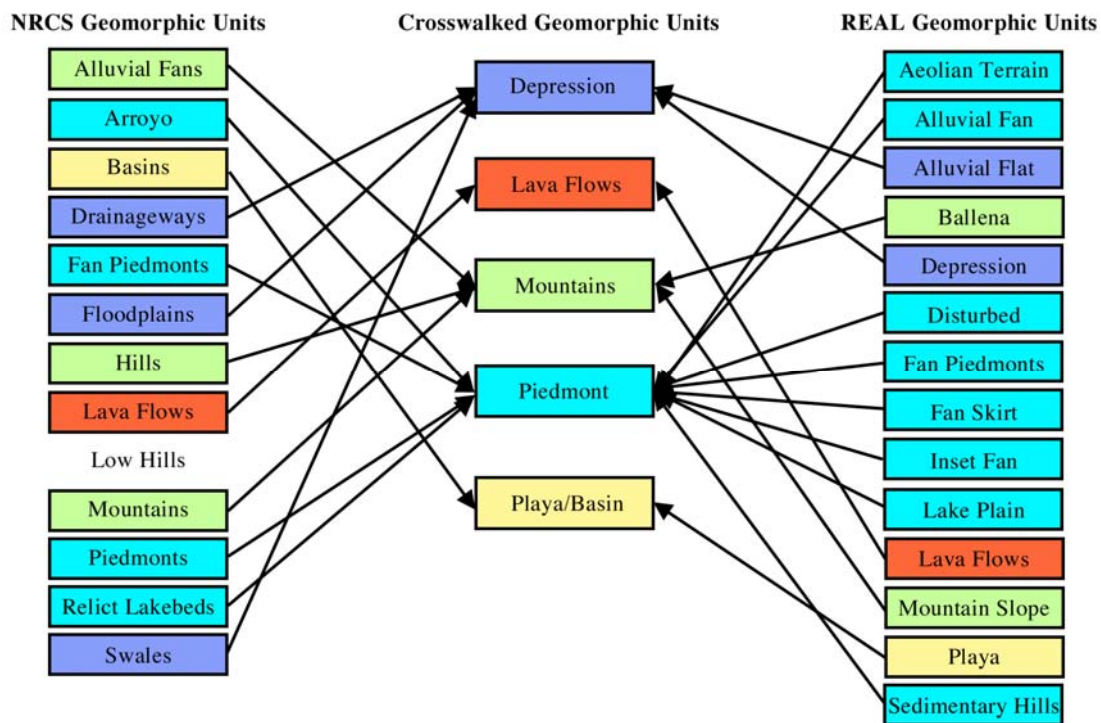 NRCS Geomorphic Units
Alluvial Fans
Arroyo
Basins
Drainageways
Fan Piedmonts
Floodplains
Hills
Lava Flows
Low Hills
Mountains
Piedmonts
Relict Lakebeds
Swales
Crosswalked Geomorphic Units
Depression
Lava Flows
Mountains
Piedmont
Playa/Basin
REAL Geomorphic Units
Aeolian Terrain
Alluvial Fan
Alluvial Flat
Ballena
Depression
Disturbed
Fan Piedmonts
Fan Skirt
Inset Fan
Lake Plain
Lava Flows
Mountain Slope
Playa
Sedimentary Hills